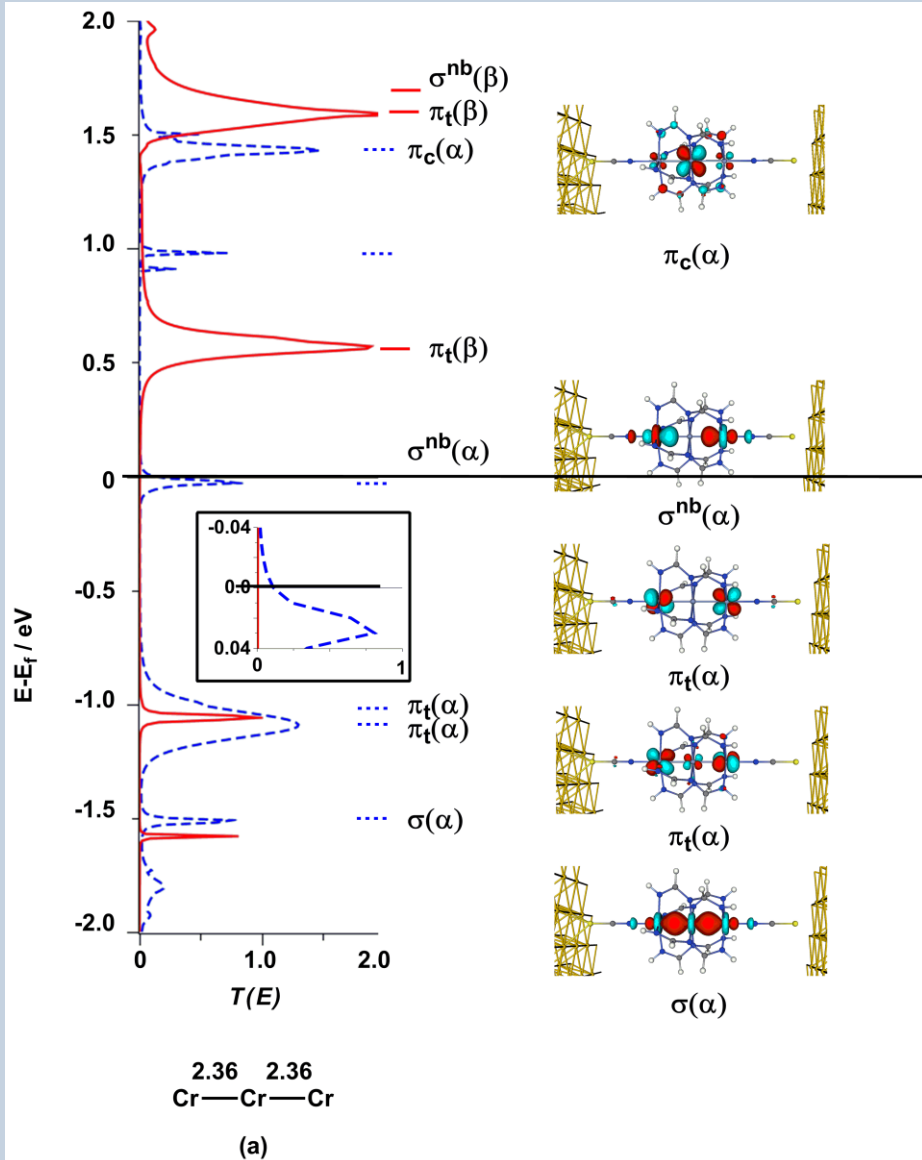 2.0
σnb(β)
πt(β)
1.5
πc(α)
πc(α)
1.0
πt(β)
0.5
σnb(α)
0
σnb(α)
-0.04
0.0
0.04
0
1
-0.5
E-Ef / eV
πt(α)
-1.0
πt(α)
πt(α)
πt(α)
-1.5
σ(α)
-2.0
0
1.0
2.0
T(E)
σ(α)
2.36 2.36
Cr—Cr—Cr
(a)